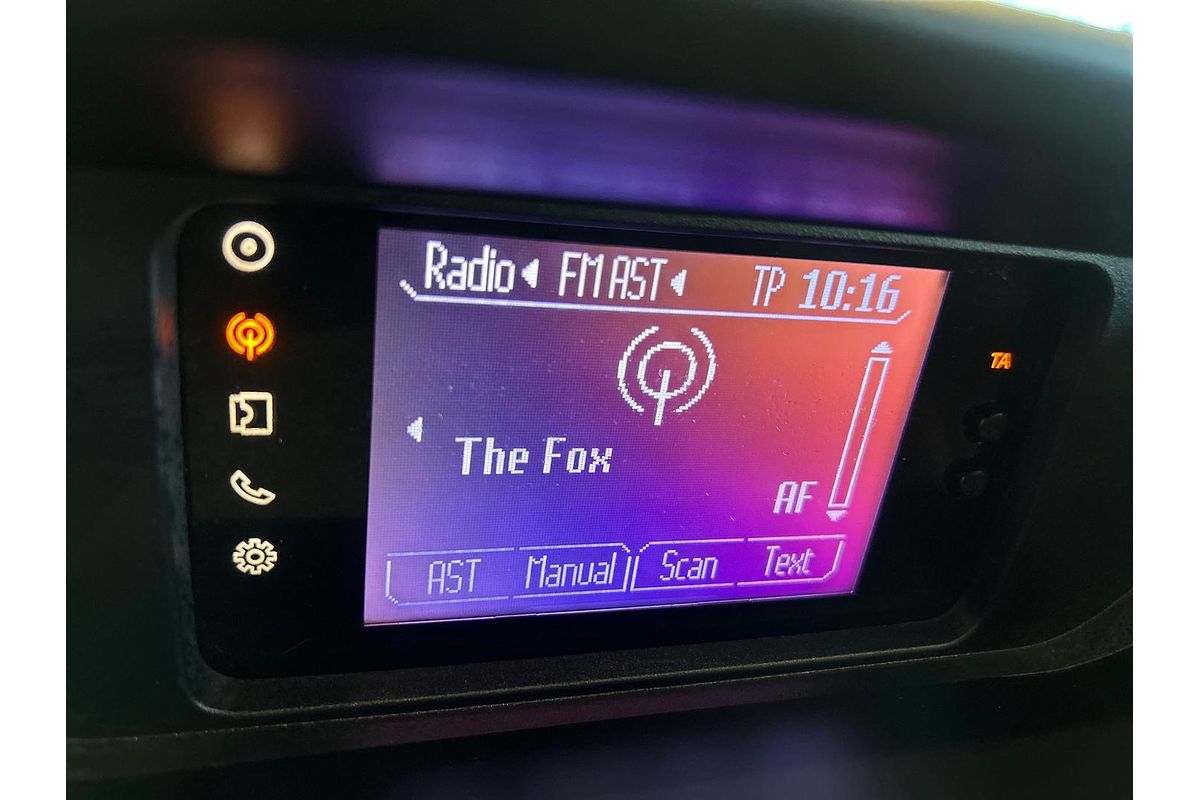 Radio FM AST TP 10:16
TA
The Fox
AF
AST Manual Scan Text